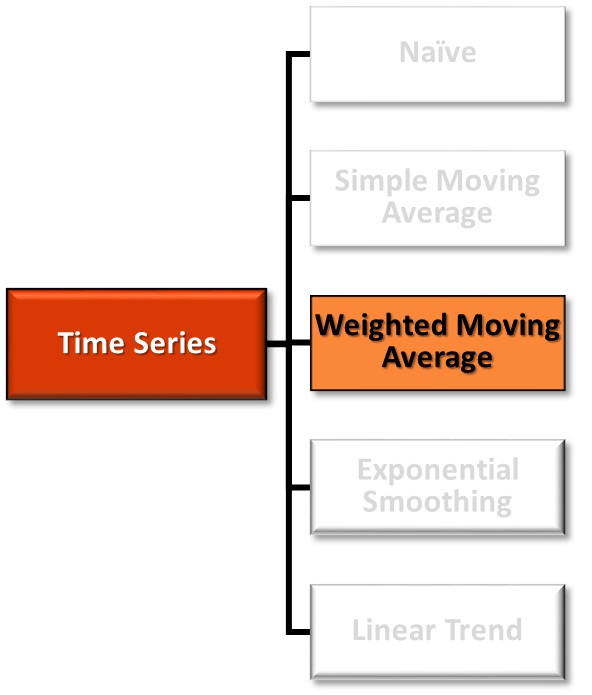 Naïve
Simple Moving
Average
Time Series
Weighted Moving
Average
Exponential
Smoothing
Linear Trend